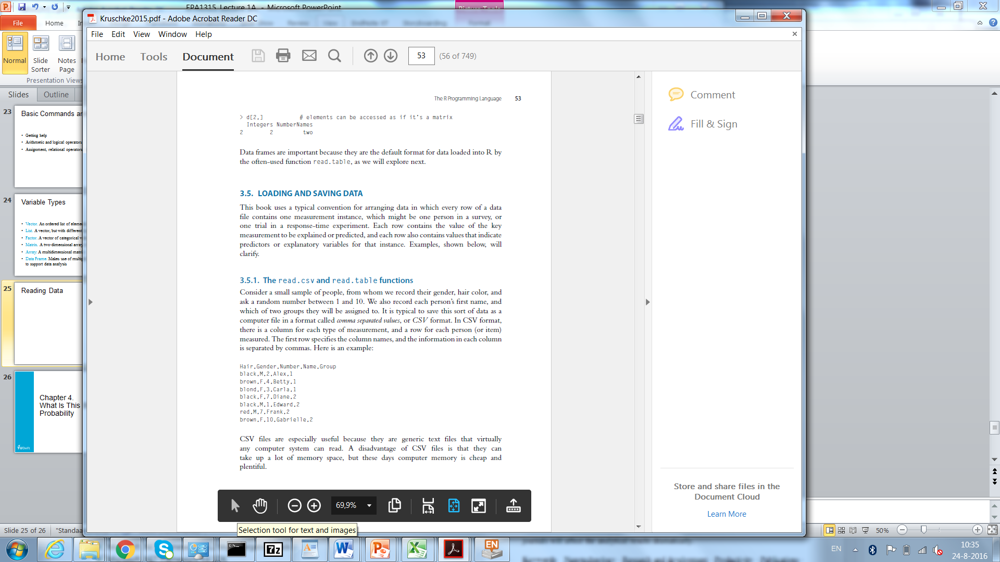 EPA1315 Lecture 1A - Microsoft PowerPoint
Picture Tools
File
Home
Normal
Slide Sorter
Notes Page
Presentation Views
Slides
Outline
23
Basic Commands
• Getting help
• Arithmetic and logical operators
• Assignment, relational operators
24
Variable Types
• Vector. An ordered list of
• List. A vector, but with different
• Factor. A vector of categorical
• Matrix. A two-dimensional array
• Array. A multidimensional
• Data Frame. Makes use of
to support data analysis
25
Reading Data
26
Chapter 4.
What Is This
Probability
TUDelft
Slide 25 of 26
Kruschke2015.pdf - Adobe Acrobat Reader DC
File Edit View Window Help
Home Tools Document
53 (56 of 749)
The R Programming Language 53
> d[2,] # elements can be accessed as if it's a matrix
Integers NumberNames
2 2 two
Data frames are important because they are the default format for data loaded into R by
the often-used function read.table, as we will explore next.
3.5. LOADING AND SAVING DATA
This book uses a typical convention for arranging data in which every row of a data
file contains one measurement instance, which might be one person in a survey, or
one trial in a response-time experiment. Each row contains the value of the key
measurement to be explained or predicted, and each row also contains values that indicate
predictors or explanatory variables for that instance. Examples, shown below, will
clarify.
3.5.1. The read.csv and read.table functions
Consider a small sample of people, from whom we record their gender, hair color, and
ask a random number between 1 and 10. We also record each person's first name, and
which of two groups they will be assigned to. It is typical to save this sort of data as a
computer file in a format called comma separated values, or CSV format. In CSV format,
there is a column for each type of measurement, and a row for each person (or item)
measured. The first row specifies the column names, and the information in each column
is separated by commas. Here is an example:
Hair,Gender,Number,Name,Group
black,M,2,Alex,1
brown,F,4,Betty,1
blond,F,3,Carla,1
black,F,7,Diane,2
black,M,1,Edward,2
red,M,7,Frank,2
brown,F,10,Gabrielle,2
CSV files are especially useful because they are generic text files that virtually
any computer system can read. A disadvantage of CSV files is that they can
take up a lot of memory space, but these days computer memory is cheap and
plentiful.
69,9%
Selection tool for text and images
Comment
Fill & Sign
Store and share files in the
Document Cloud
Learn More
50%
EN
EN
10:35
24-8-2016